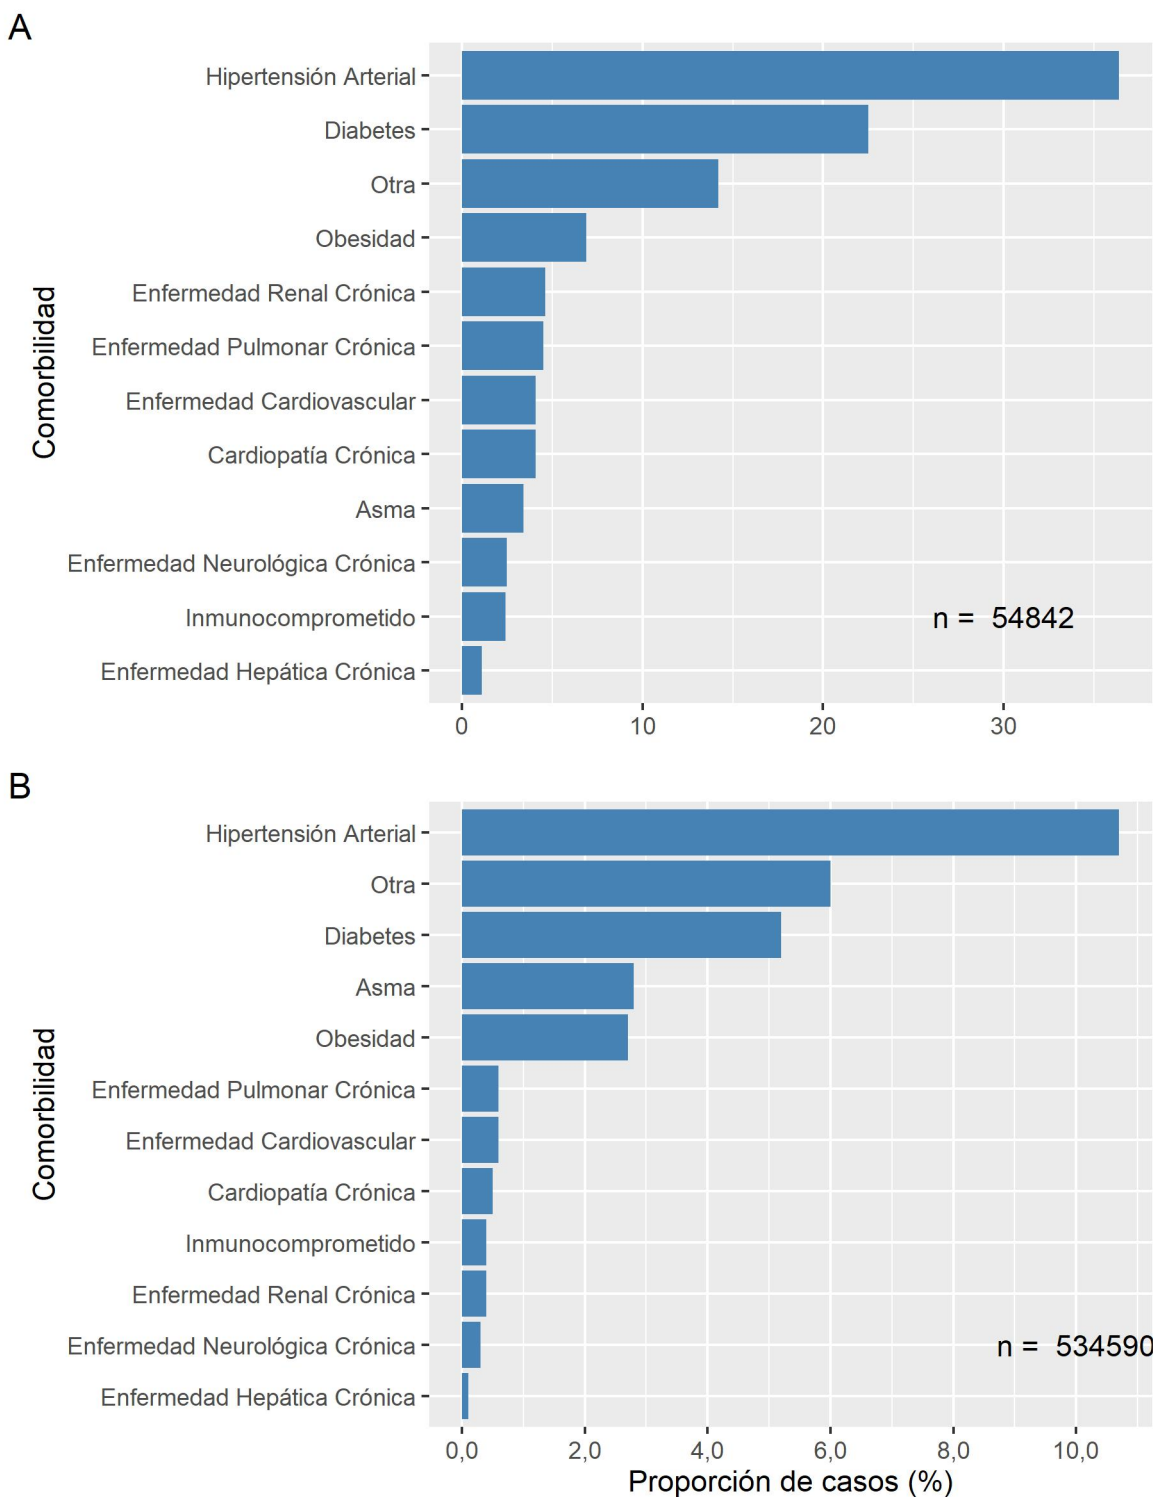 A
Hipertensión Arterial
Diabetes
Otra
Obesidad
Enfermedad Renal Crónica
Enfermedad Pulmonar Crónica
Enfermedad Cardiovascular
Cardiopatía Crónica
Asma
Enfermedad Neurológica Crónica
Inmunocomprometido
Enfermedad Hepática Crónica
Comorbilidad
n = 54842
0 10 20 30
B
Hipertensión Arterial
Otra
Diabetes
Asma
Obesidad
Enfermedad Pulmonar Crónica
Enfermedad Cardiovascular
Cardiopatía Crónica
Inmunocomprometido
Enfermedad Renal Crónica
Enfermedad Neurológica Crónica
Enfermedad Hepática Crónica
Comorbilidad
n = 534590
0,0 2,0 4,0 6,0 8,0 10,0
Proporción de casos (%)